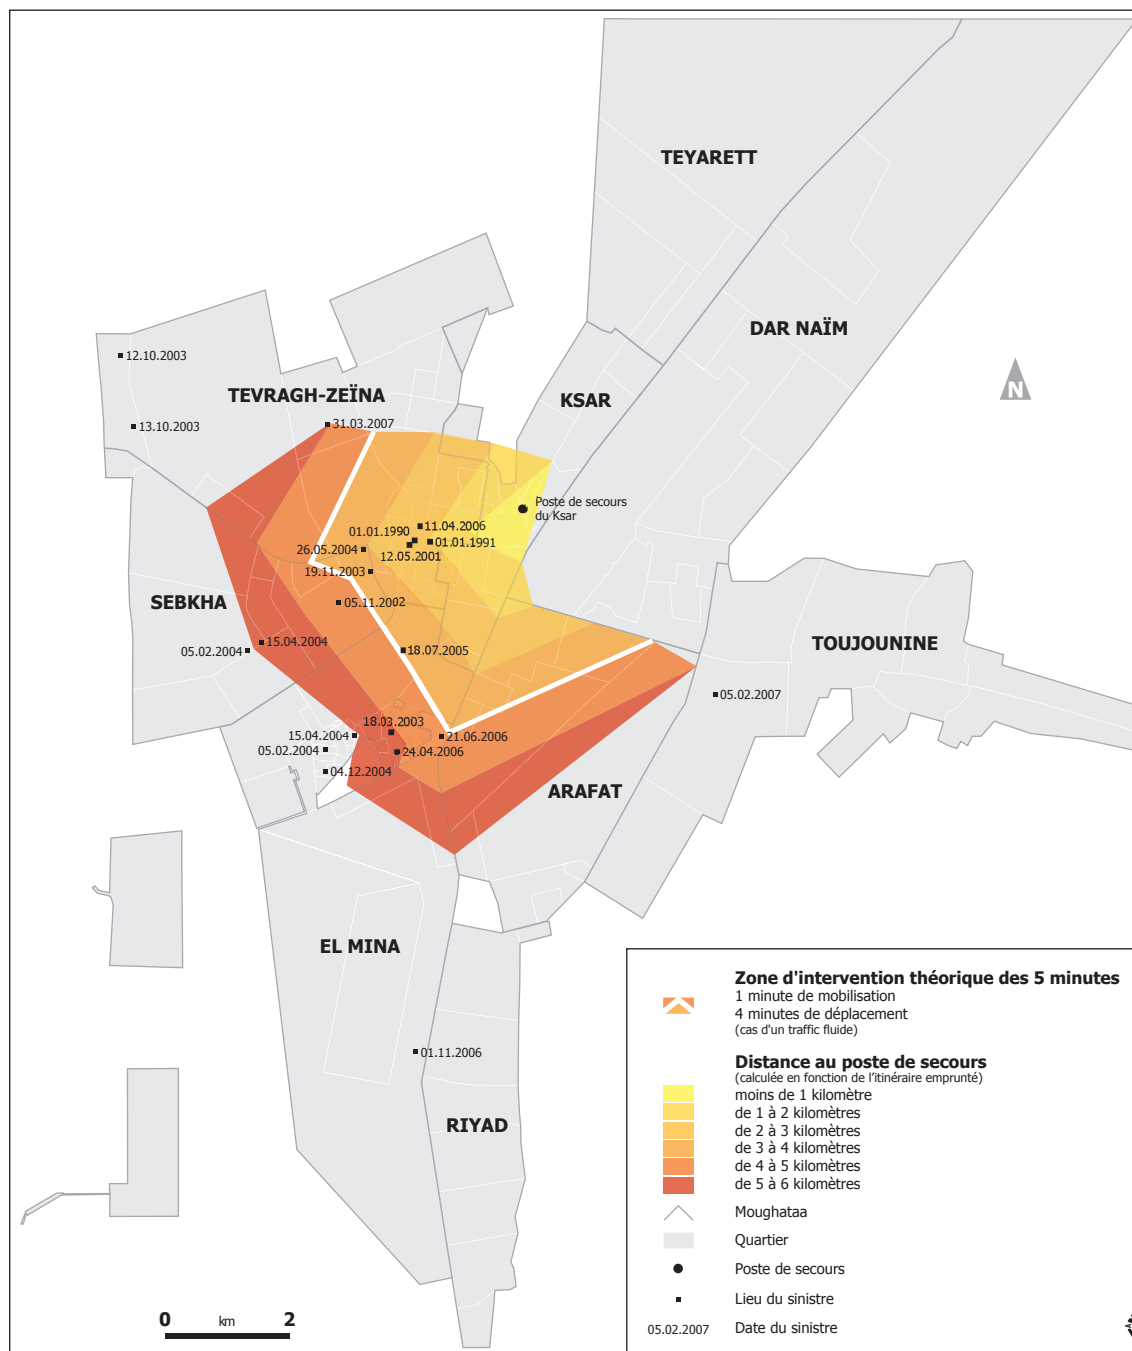 TEYARETT
DAR NAÏM
12.10.2003
TEVRAGH-ZEÏNA
KSAR
N
31.03.2007
13.10.2003
Poste de secours
du Ksar
11.04.2006
01.01.1990
01.01.1991
26.05.2004
12.05.2001
19.11.2003
SEBKHA
05.11.2002
15.04.2004
05.02.2004
18.07.2005
TOUJOUNINE
05.02.2007
18.03.2003
15.04.2004
21.06.2006
05.02.2004
24.04.2006
04.12.2004
ARAFAT
EL MINA
01.11.2006
RIYAD
Zone d'intervention théorique des 5 minutes
1 minute de mobilisation
4 minutes de déplacement
(cas d'un traffic fluide)
Distance au poste de secours
(calculée en fonction de l'itinéraire emprunté)
moins de 1 kilomètre
de 1 à 2 kilomètres
de 2 à 3 kilomètres
de 3 à 4 kilomètres
de 4 à 5 kilomètres
de 5 à 6 kilomètres
Moughataa
Quartier
Poste de secours
Lieu du sinistre
05.02.2007 Date du sinistre
0 km 2